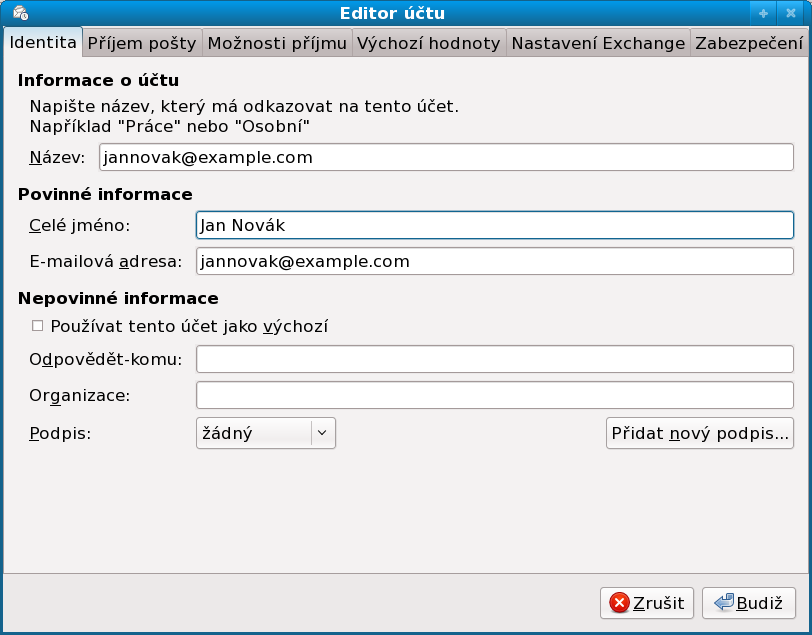 Editor účtu
Identita Příjem pošty Možnosti příjmu Výchozí hodnoty Nastavení Exchange Zabezpečení
Informace o účtu
Napište název, který má odkazovat na tento účet.
Například "Práce" nebo "Osobní"
Název: jannovak@example.com
Povinné informace
Celé jméno: Jan Novák
E-mailová adresa: jannovak@example.com
Nepovinné informace
Používat tento účet jako výchozí
Odpovědět-komu:
Organizace:
Podpis: žádný Přidat nový podpis...
Zrušit Budiž